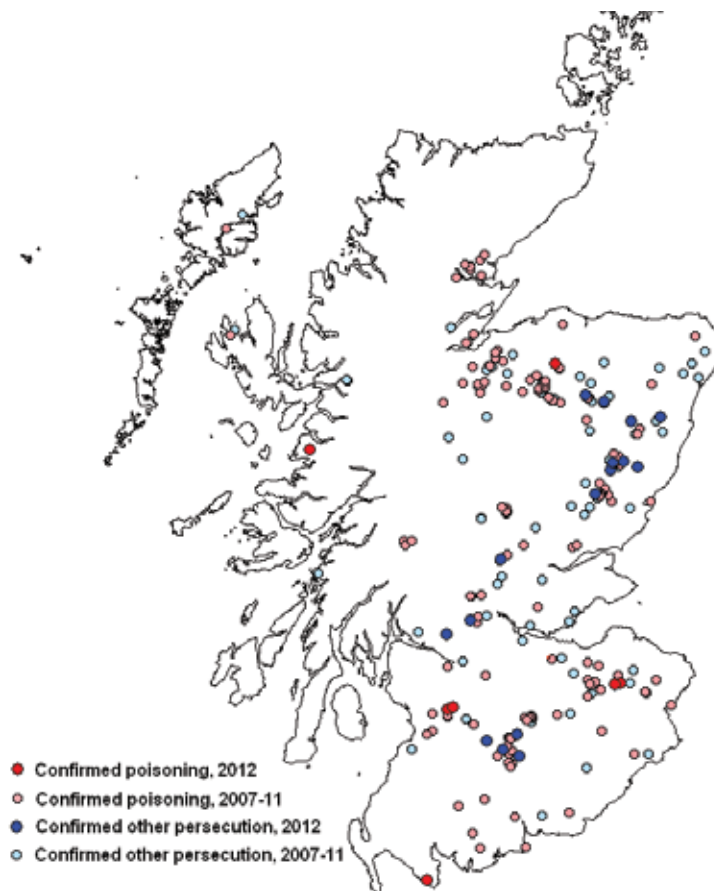 Confirmed poisoning, 2012
Confirmed poisoning, 2007-11
Confirmed other persecution, 2012
Confirmed other persecution, 2007-11